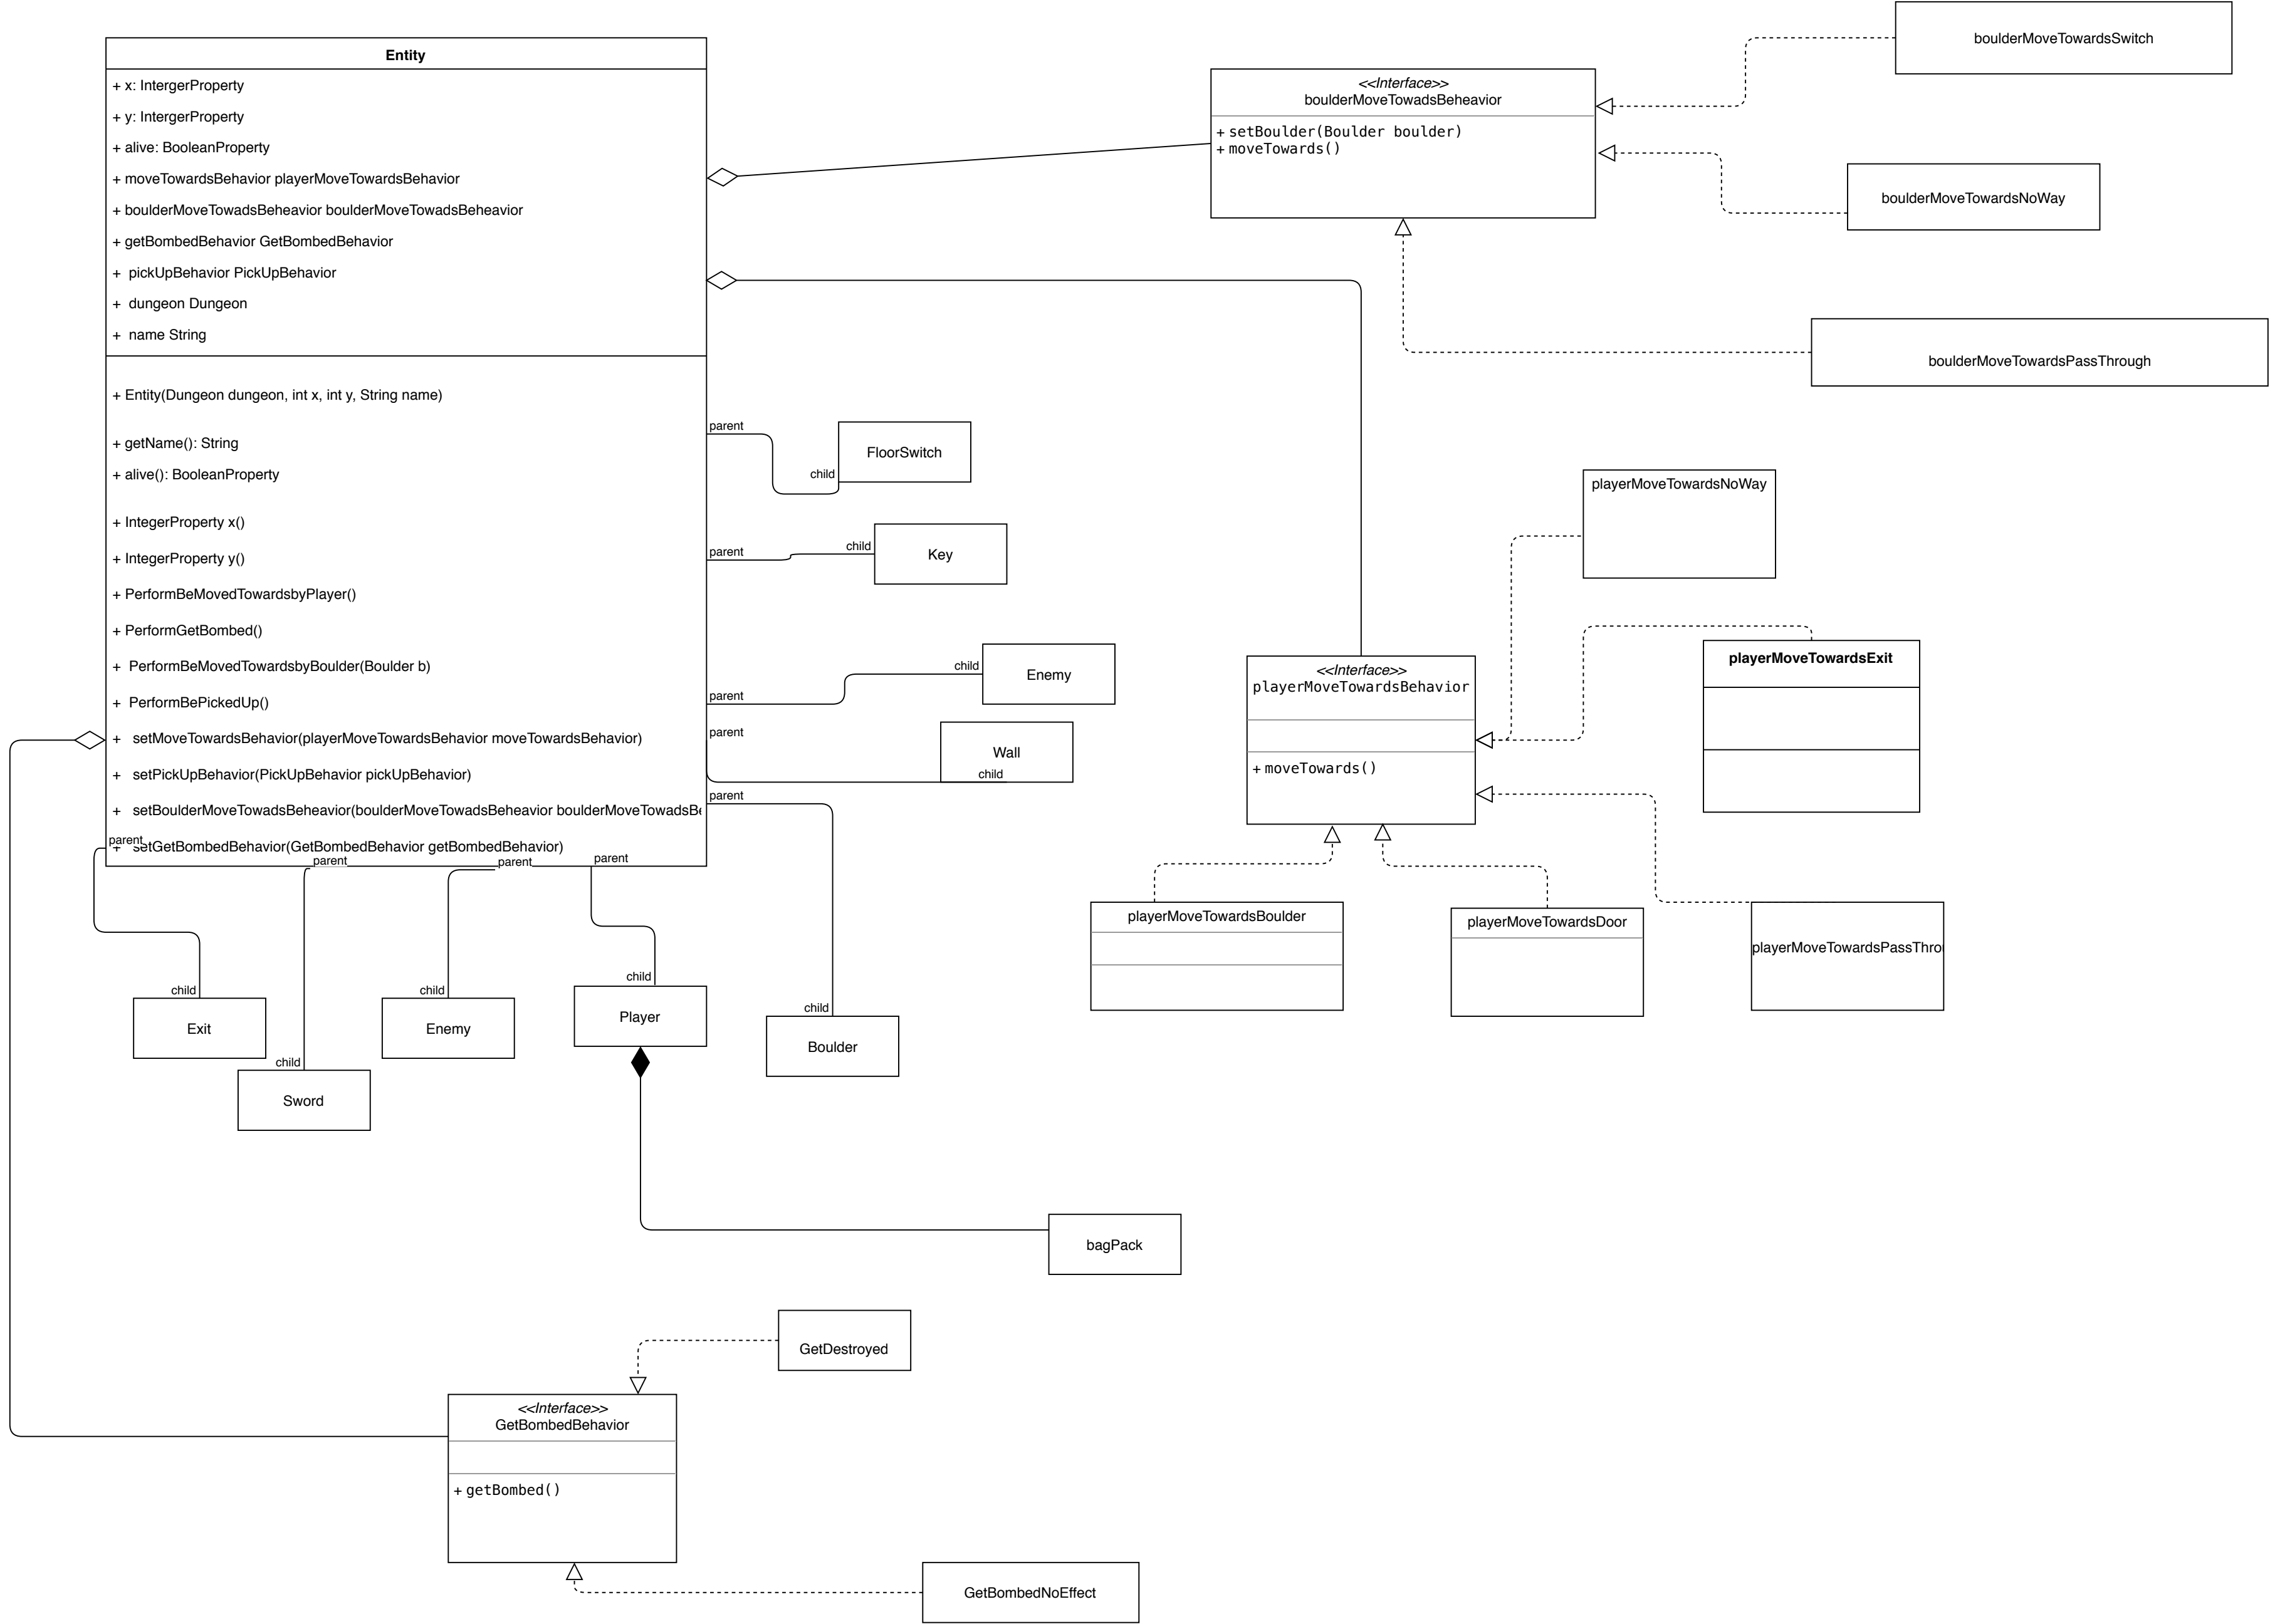 Entity
+ x: IntergerProperty
+ y: IntergerProperty
+ alive: BooleanProperty
+ moveTowardsBehavior playerMoveTowardsBehavior
+ boulderMoveTowadsBeheavior boulderMoveTowadsBeheavior
+ getBombedBehavior GetBombedBehavior
+ pickUpBehavior PickUpBehavior
+ dungeon Dungeon
+ name String
+ Entity(Dungeon dungeon, int x, int y, String name)
+ getName(): String
+ alive(): BooleanProperty
+ IntegerProperty x()
+ IntegerProperty y()
+ PerformBeMovedTowardsbyPlayer()
+ PerformGetBombed()
+ PerformBeMovedTowardsbyBoulder(Boulder b)
+ PerformBePickedUp()
+ setMoveTowardsBehavior(playerMoveTowardsBehavior moveTowardsBehavior)
+ setPickUpBehavior(PickUpBehavior pickUpBehavior)
+ setBoulderMoveTowadsBeheavior(boulderMoveTowadsBeheavior boulderMoveTowadsBe
+ setGetBombedBehavior(GetBombedBehavior getBombedBehavior)
<<Interface>>
boulderMoveTowadsBeheavior
+ setBoulder(Boulder boulder)
+ moveTowards()
boulderMoveTowardsSwitch
boulderMoveTowardsNoWay
boulderMoveTowardsPassThrough
parent
child
FloorSwitch
parent
child
Key
parent
child
Enemy
parent
child
Wall
parent
child
Boulder
parent
child
Exit
parent
child
Sword
parent
child
Enemy
parent
child
Player
playerMoveTowardsNoWay
playerMoveTowardsExit
<<Interface>>
playerMoveTowardsBehavior
+ moveTowards()
playerMoveTowardsBoulder
playerMoveTowardsDoor
playerMoveTowardsPassThrou
bagPack
GetDestroyed
<<Interface>>
GetBombedBehavior
+ getBombed()
GetBombedNoEffect